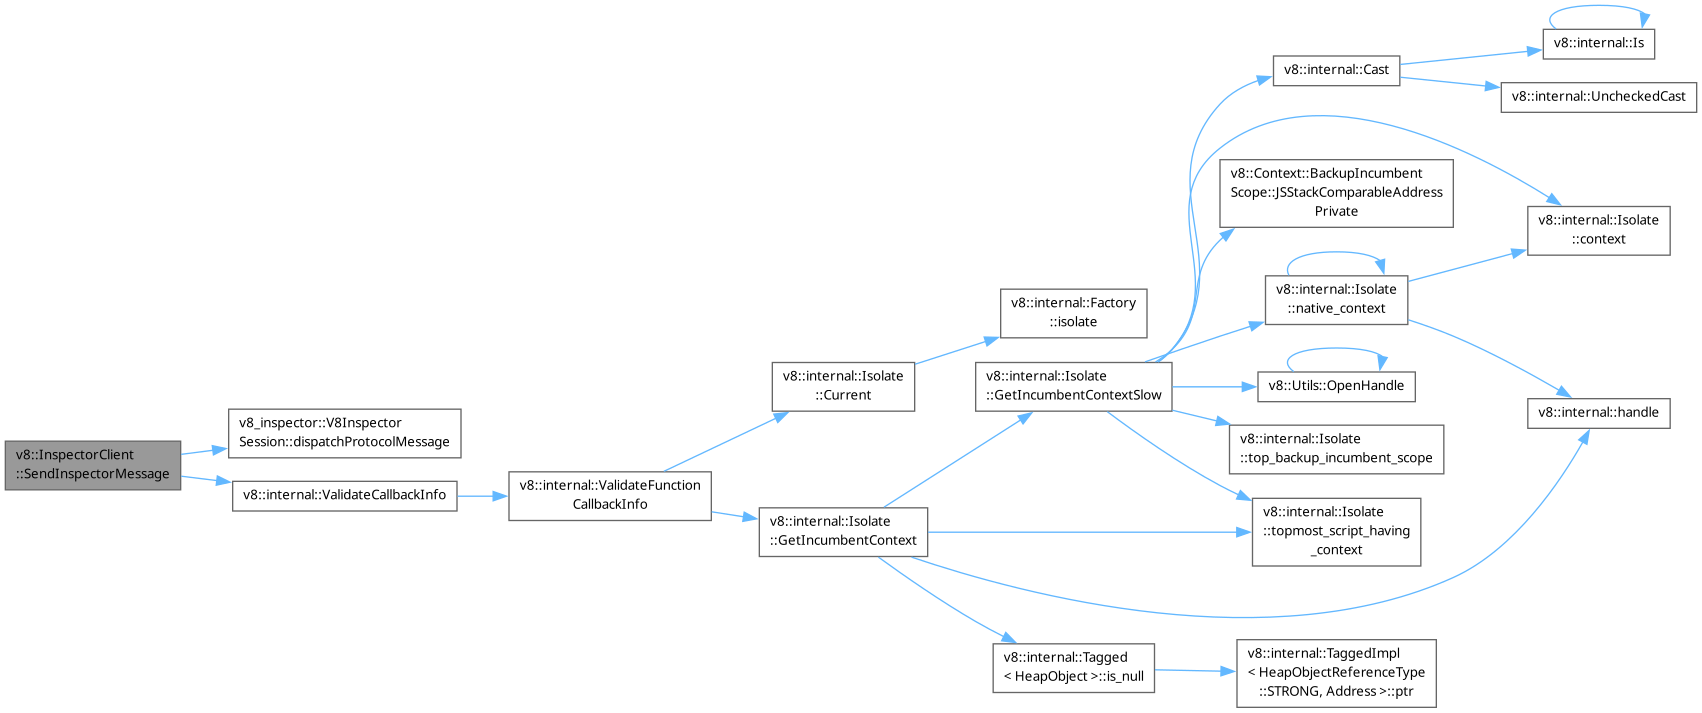 v8::InspectorClient
::SendInspectorMessage
v8_inspector::V8Inspector
Session::dispatchProtocolMessage
v8::internal::ValidateCallbackInfo
v8::internal::ValidateFunction
CallbackInfo
v8::internal::Isolate
::Current
v8::internal::Factory
::isolate
v8::internal::Isolate
::GetIncumbentContext
v8::internal::Isolate
::GetIncumbentContextSlow
v8::internal::Cast
v8::internal::Is
v8::internal::UncheckedCast
v8::Context::BackupIncumbent
Scope::JSStackComparableAddress
Private
v8::internal::Isolate
::context
v8::internal::Isolate
::native_context
v8::Utils::OpenHandle
v8::internal::handle
v8::internal::Isolate
::top_backup_incumbent_scope
v8::internal::Isolate
::topmost_script_having
_context
v8::internal::Tagged
< HeapObject >::is_null
v8::internal::TaggedImpl
< HeapObjectReferenceType
::STRONG, Address >::ptr